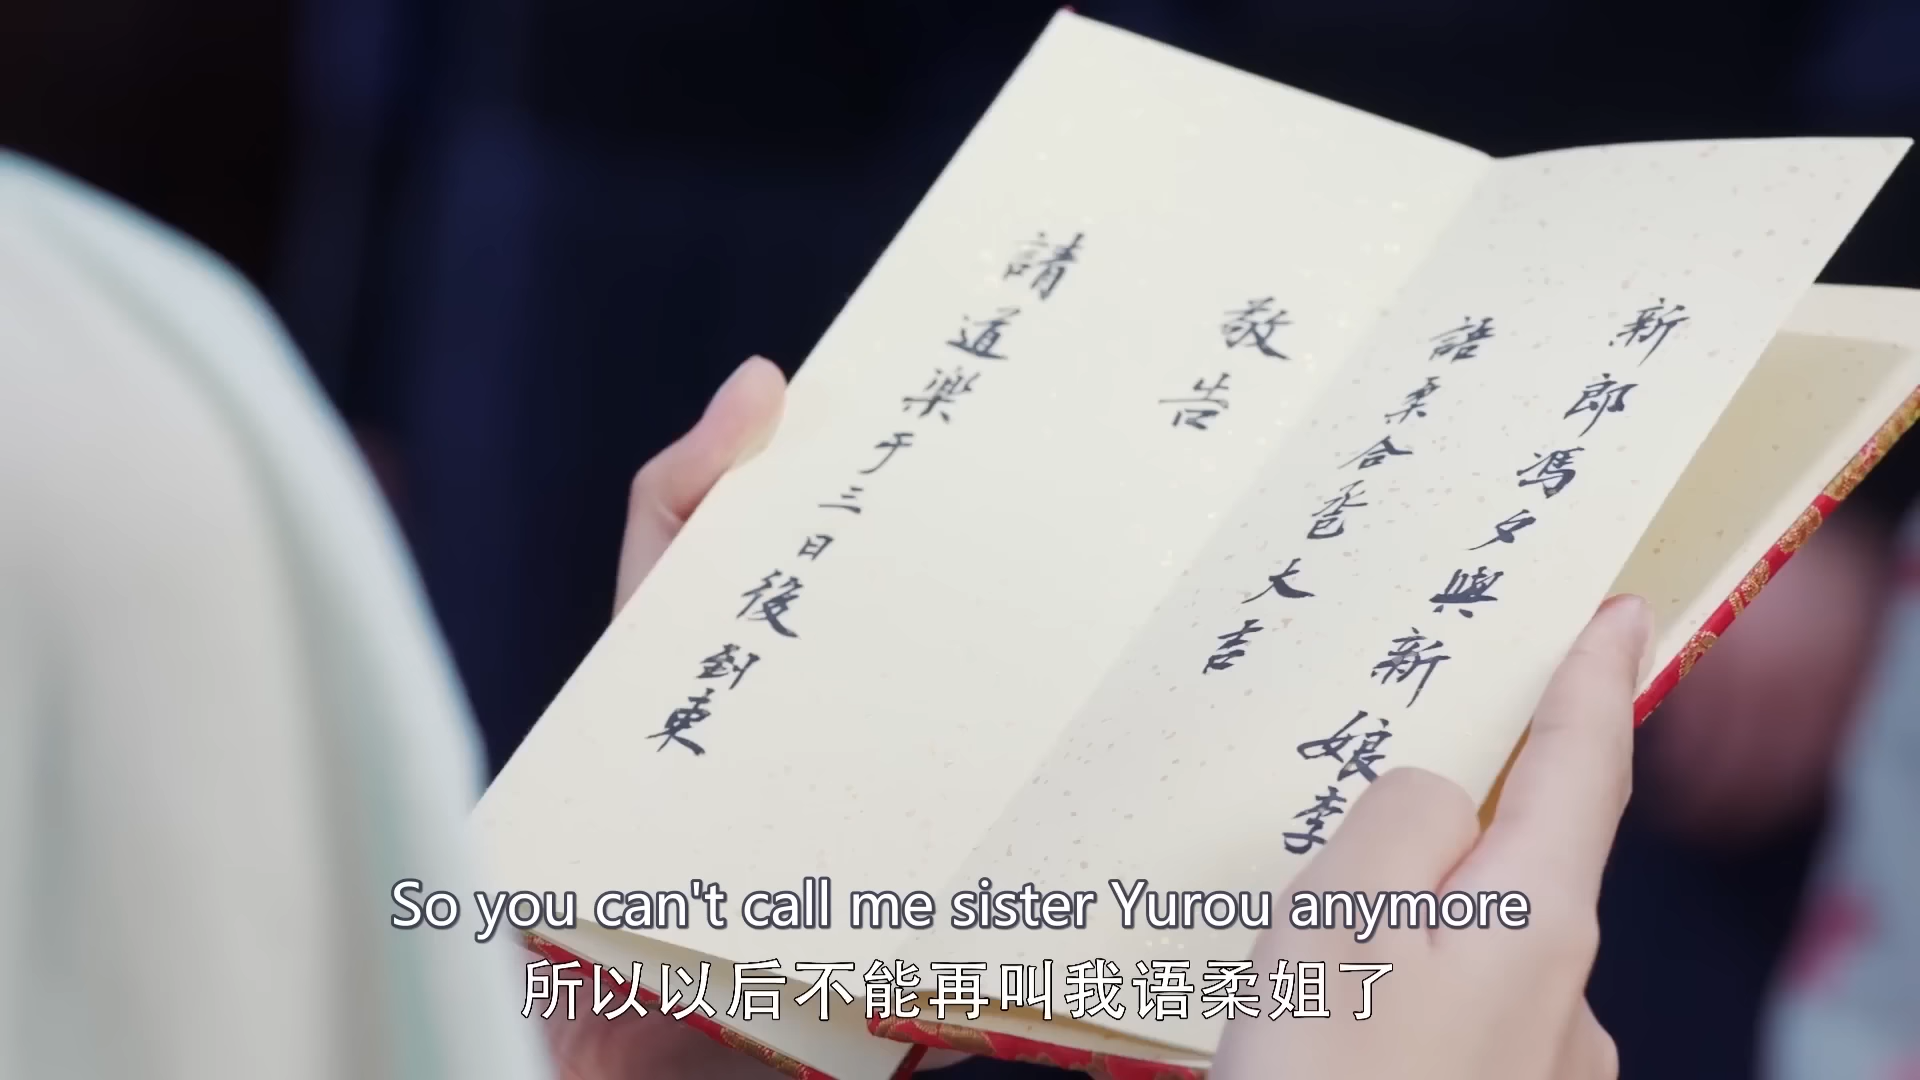 新郎馮夕與新娘李
語柔合卺大吉
敬告
請道樂于三日後到東
So you can't call me sister Yurou anymore
所以以后不能再叫我语柔姐了